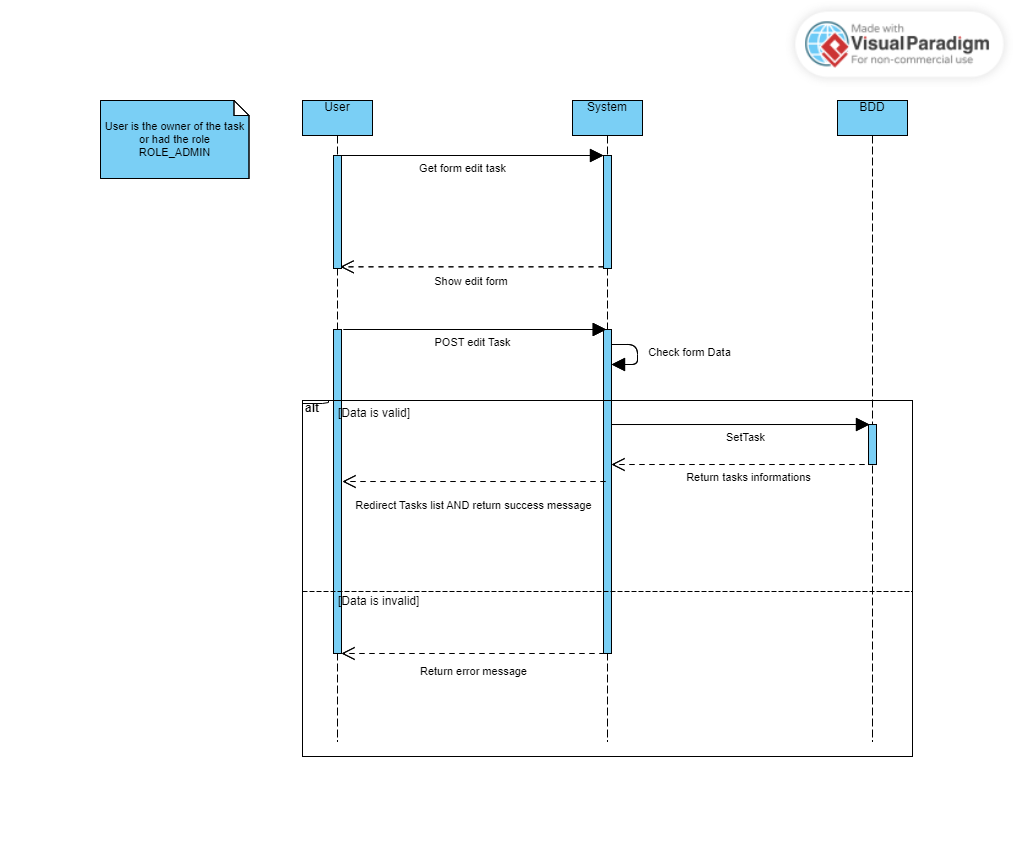 Made with
Visual Paradigm
For non-commercial use
User is the owner of the task
or had the role
ROLE_ADMIN
User
System
BDD
Get form edit task
Show edit form
POST edit Task
Check form Data
alt
[Data is valid]
SetTask
Return tasks informations
Redirect Tasks list AND return success message
[Data is invalid]
Return error message